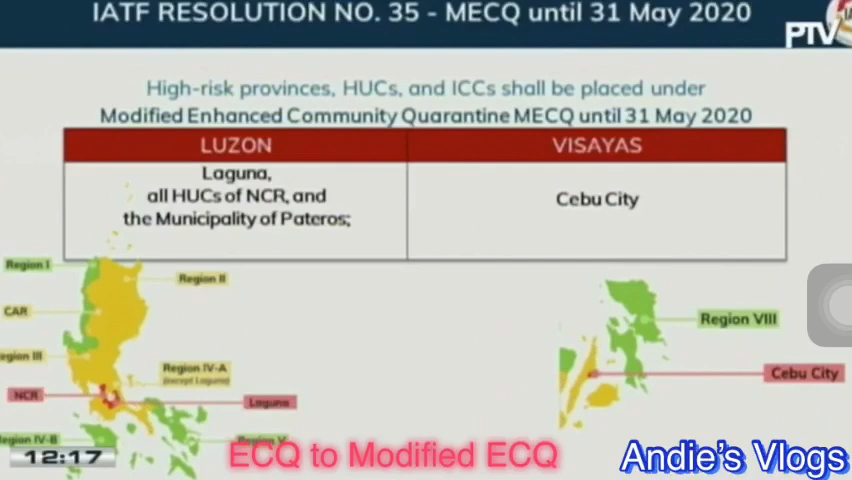 IATF RESOLUTION NO. 35 - MECQ until 31 May 2020
PTV
High-risk provinces, HUCs, and ICCs shall be placed under
Modified Enhanced Community Quarantine MECQ until 31 May 2020
LUZON
VISAYAS
Laguna,
all HUCs of NCR, and
the Municipality of Pateros;
Cebu City
Region I
Region II
CAR
Region III
Region IV-A
(except Laguna)
NCR
Laguna
Region IV-B
Region V
Region VIII
Cebu City
12:17
ECQ to Modified ECQ
Andie's Vlogs